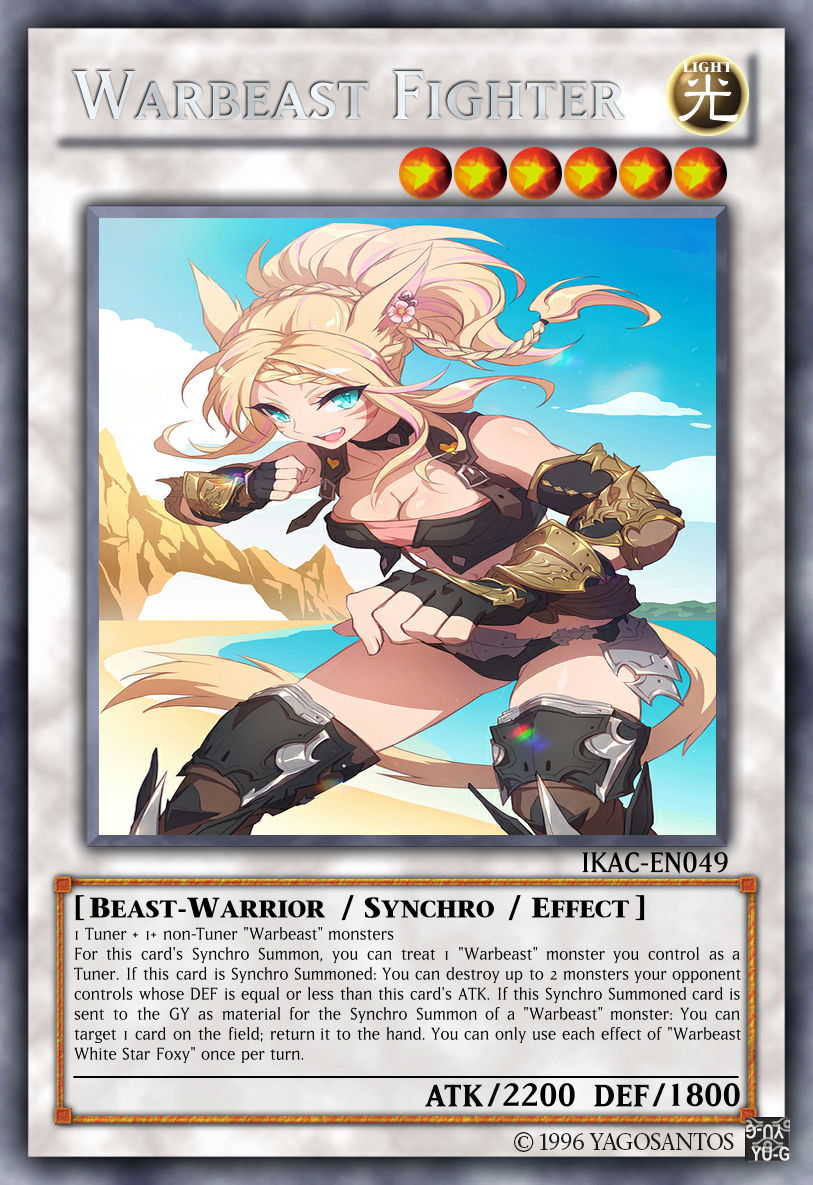 WARBEAST FIGHTER
LIGHT
光
IKAC-EN049
[ BEAST-WARRIOR / SYNCHRO / EFFECT ]
1 Tuner + 1+ non-Tuner "Warbeast" monsters
For this card's Synchro Summon, you can treat 1 "Warbeast" monster you control as a
Tuner. If this card is Synchro Summoned: You can destroy up to 2 monsters your opponent
controls whose DEF is equal or less than this card's ATK. If this Synchro Summoned card is
sent to the GY as material for the Synchro Summon of a "Warbeast" monster: You can
target 1 card on the field; return it to the hand. You can only use each effect of "Warbeast
White Star Foxy" once per turn.
ATK/2200 DEF/1800
© 1996 YAGOSANTOS
YU-G